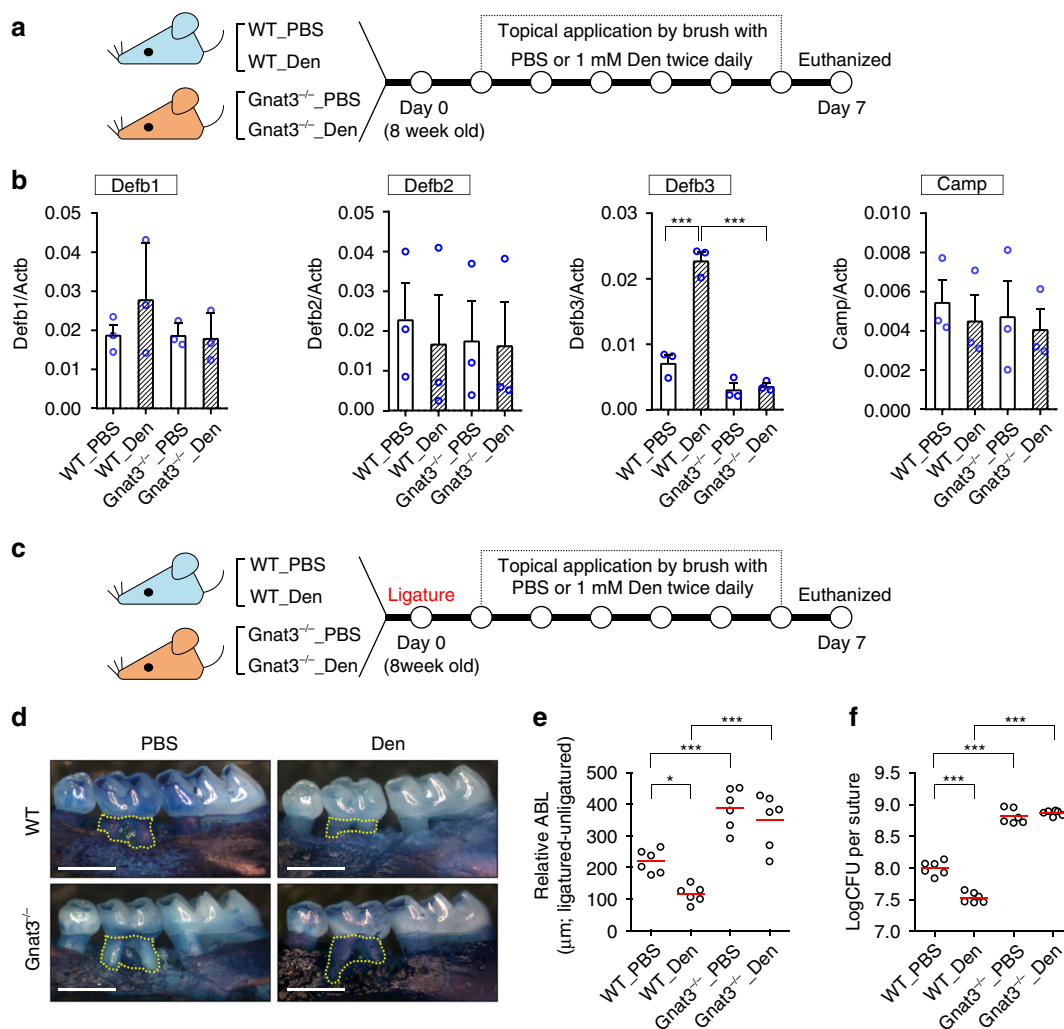 a
WT_PBS
WT_Den
Gnat3–/–_PBS
Gnat3–/–_Den
Topical application by brush with
PBS or 1 mM Den twice daily
Euthanized
Day 0
(8 week old)
Day 7
b
Defb1
Defb1/Actb
0.05
0.04
0.03
0.02
0.01
0.00
WT_PBS
WT_Den
Gnat3–/–_PBS
Gnat3–/–_Den
Defb2
Defb2/Actb
0.05
0.04
0.03
0.02
0.01
0.00
WT_PBS
WT_Den
Gnat3–/–_PBS
Gnat3–/–_Den
Defb3
Defb3/Actb
0.03
0.02
0.01
0.00
***
***
WT_PBS
WT_Den
Gnat3–/–_PBS
Gnat3–/–_Den
Camp
Camp/Actb
0.010
0.008
0.006
0.004
0.002
0.000
WT_PBS
WT_Den
Gnat3–/–_PBS
Gnat3–/–_Den
c
WT_PBS
WT_Den
Gnat3–/–_PBS
Gnat3–/–_Den
Ligature
Topical application by brush with
PBS or 1 mM Den twice daily
Euthanized
Day 0
(8week old)
Day 7
d
PBS
Den
WT
Gnat3–/–
e
Relative ABL
(µm; ligatured-unligatured)
500
400
300
200
100
0
***
***
*
WT_PBS
WT_Den
Gnat3–/–_PBS
Gnat3–/–_Den
f
LogCFU per suture
9.5
9.0
8.5
8.0
7.5
7.0
***
***
***
WT_PBS
WT_Den
Gnat3–/–_PBS
Gnat3–/–_Den